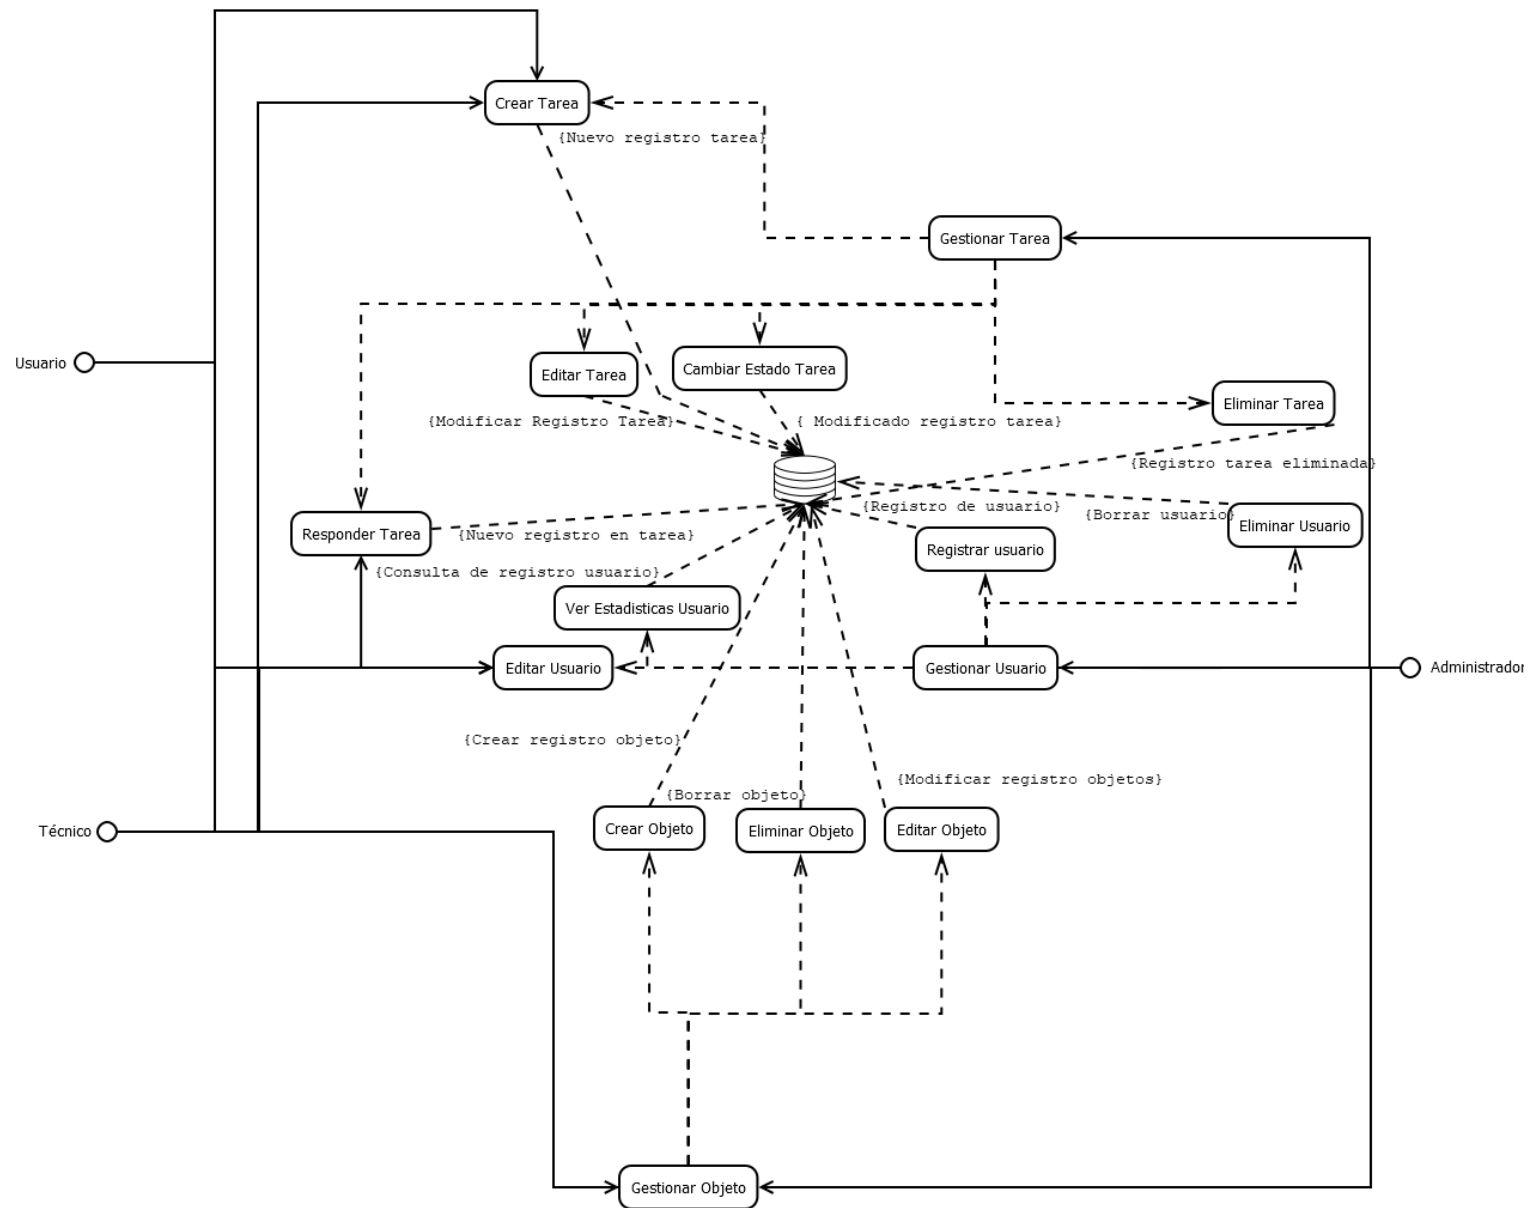 Crear Tarea
{Nuevo registro tarea}
Gestionar Tarea
Usuario
Editar Tarea
Cambiar Estado Tarea
Eliminar Tarea
{Modificar Registro Tarea}
{ Modificado registro tarea}
{Registro tarea eliminada}
{Registro de usuario}
{Borrar usuario}
Eliminar Usuario
Responder Tarea
{Nuevo registro en tarea}
Registrar usuario
{Consulta de registro usuario}
Ver Estadisticas Usuario
Editar Usuario
Gestionar Usuario
Administrador
{Crear registro objeto}
{Modificar registro objetos}
{Borrar objeto}
Técnico
Crear Objeto
Eliminar Objeto
Editar Objeto
Gestionar Objeto